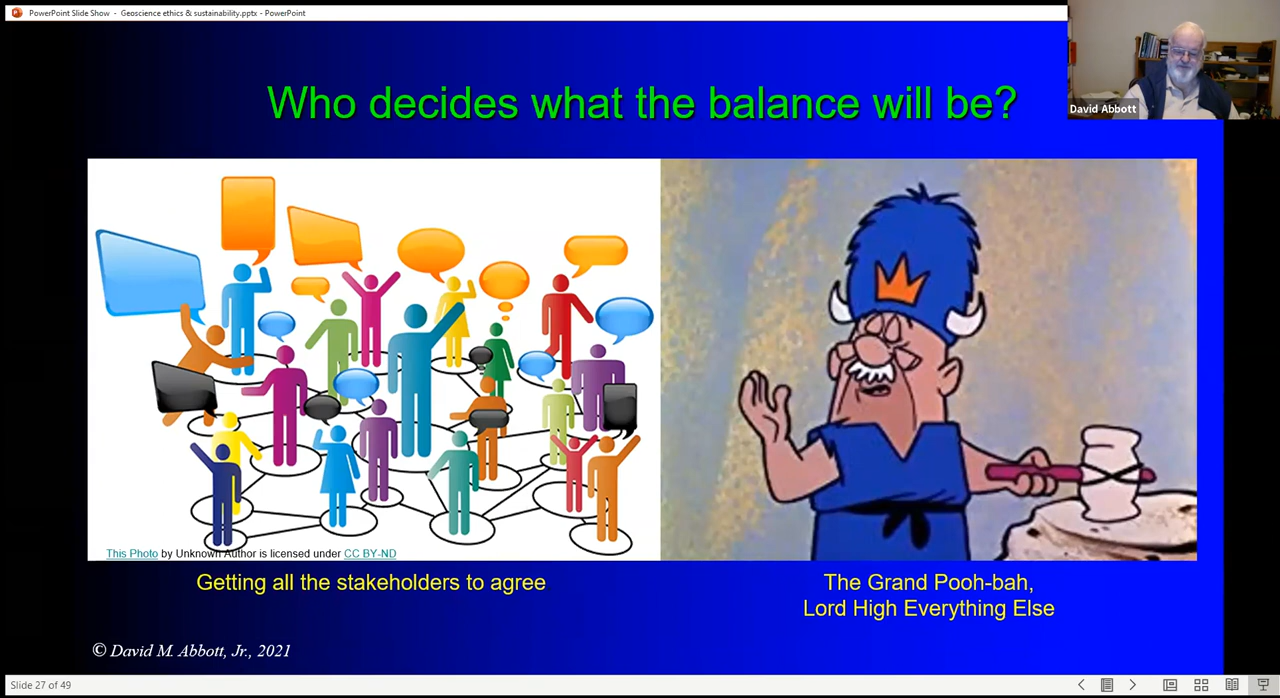 PowerPoint Slide Show - Geoscience ethics & sustainability.pptx - PowerPoint
David Abbott
Who decides what the balance will be?
This Photo by Unknown Author is licensed under CC BY-ND
Getting all the stakeholders to agree
The Grand Pooh-bah,
Lord High Everything Else
© David M. Abbott, Jr., 2021
Slide 27 of 49